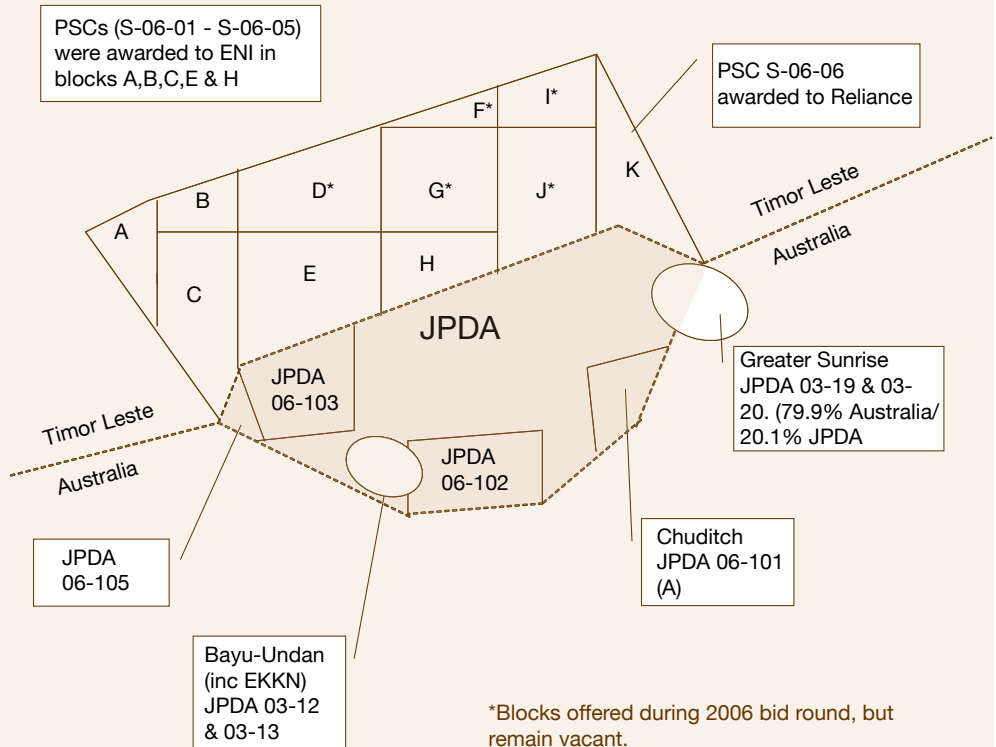 PSCs (S-06-01 - S-06-05)
were awarded to ENI in
blocks A,B,C,E & H
PSC S-06-06
awarded to Reliance
I*
F*
K
D*
G*
J*
B
A
Timor Leste
Australia
E
H
C
JPDA
Greater Sunrise
JPDA 03-19 & 03-
20. (79.9% Australia/
20.1% JPDA
JPDA
06-103
Timor Leste
Australia
JPDA
06-102
JPDA
06-105
Chuditch
JPDA 06-101
(A)
Bayu-Undan
(inc EKKN)
JPDA 03-12
& 03-13
*Blocks offered during 2006 bid round, but
remain vacant.